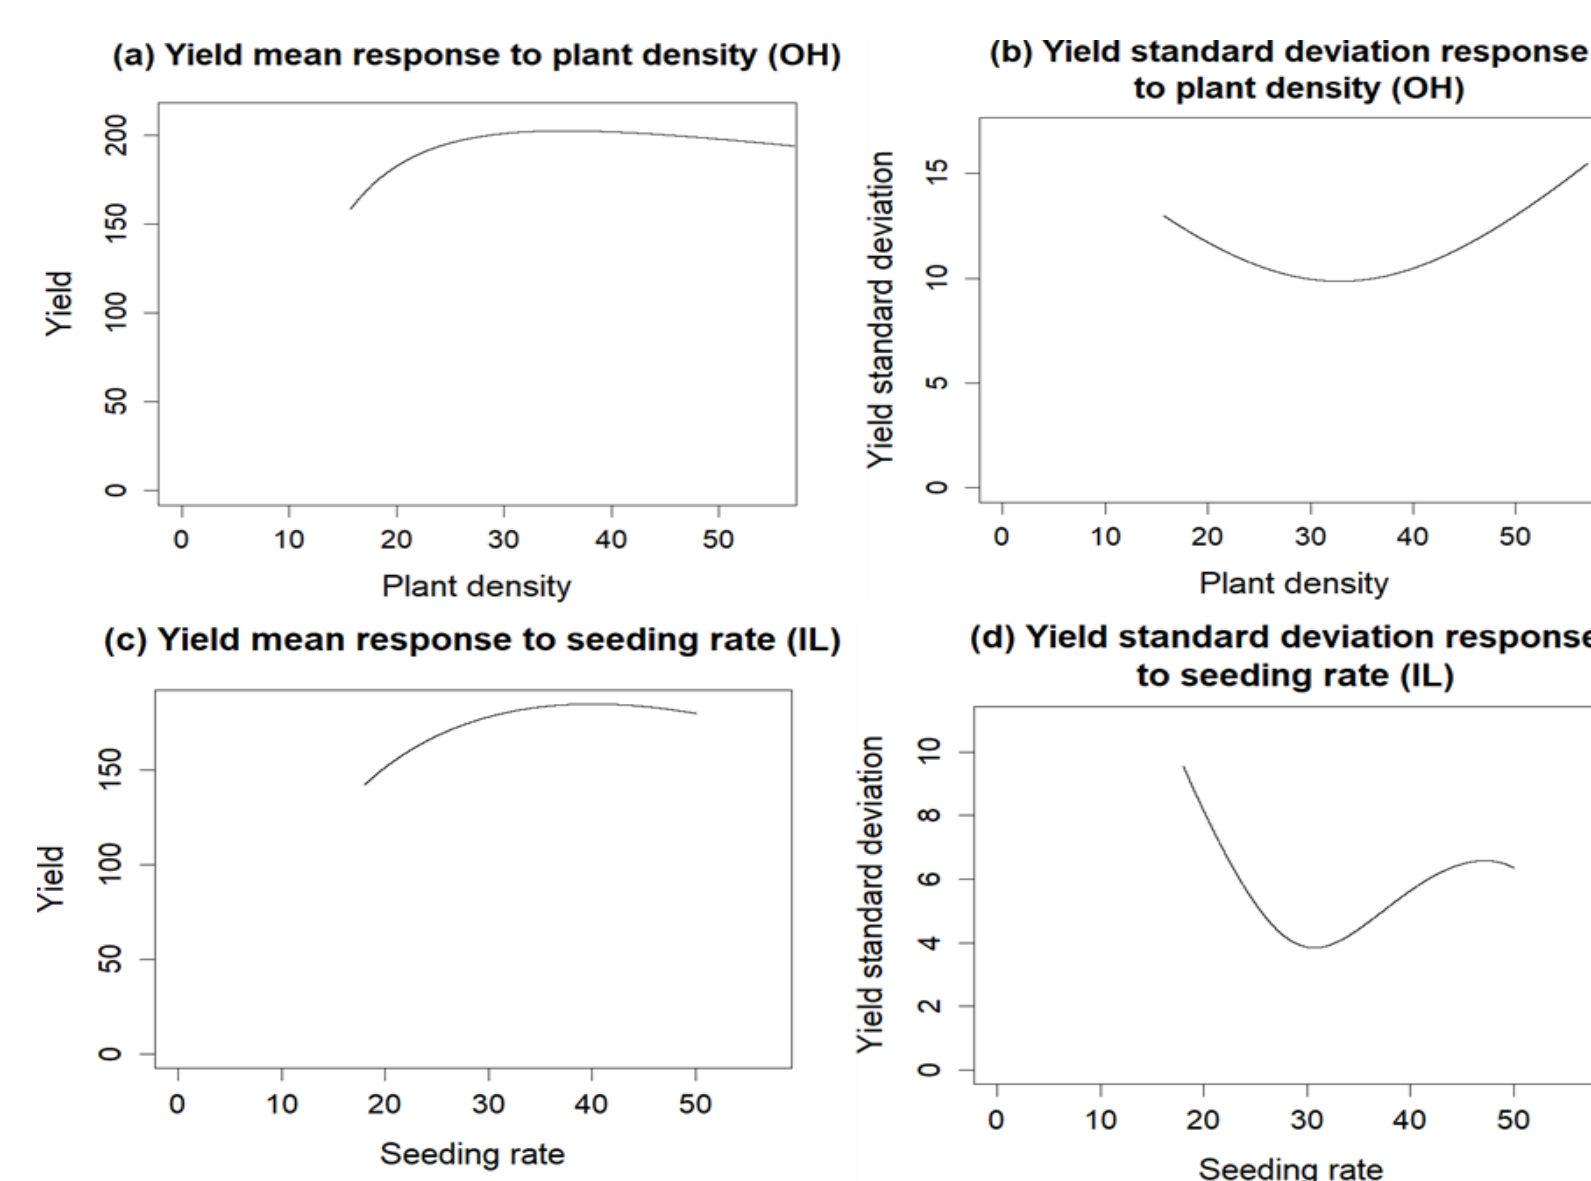 (a) Yield mean response to plant density (OH)
200
150
100
50
0
Yield
0 10 20 30 40 50
Plant density
(b) Yield standard deviation response
to plant density (OH)
15
10
5
0
Yield standard deviation
0 10 20 30 40 50
Plant density
(c) Yield mean response to seeding rate (IL)
150
100
50
0
Yield
0 10 20 30 40 50
Seeding rate
(d) Yield standard deviation response
to seeding rate (IL)
10
8
6
4
2
0
Yield standard deviation
0 10 20 30 40 50
Seeding rate